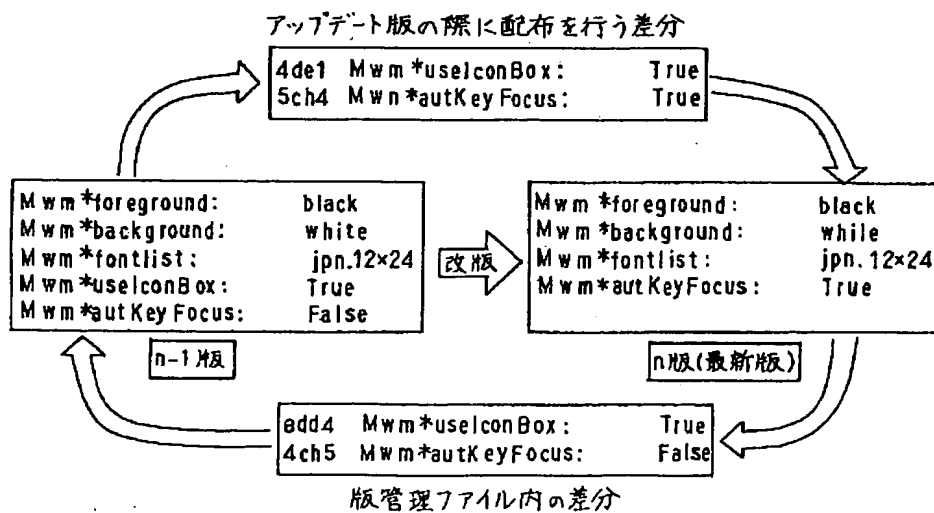 アップデート版の際に配布を行う差分
4de1 Mwm*useIconBox: True
5ch4 Mwn*autKeyFocus: True
Mwm*foreground: black
Mwm*background: white
Mwm*fontlist: jpn.12×24
Mwm*useIconBox: True
Mwm*autKeyFocus: False
n-1版
改版
Mwm*foreground: black
Mwm*background: while
Mwm*fontlist: jpn.12×24
Mwm*autKeyFocus: True
n版(最新版)
add4 Mwm*useIconBox: True
4ch5 Mwm*autKeyFocus: False
版管理ファイル内の差分